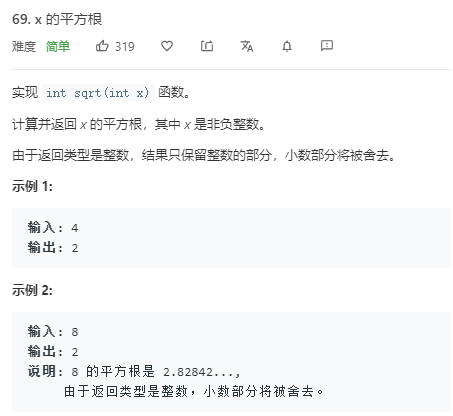 69. x 的平方根
难度 简单 319
实现 int sqrt(int x) 函数。
计算并返回 x 的平方根，其中 x 是非负整数。
由于返回类型是整数，结果只保留整数的部分，小数部分将被舍去。
示例 1:
输入: 4
输出: 2
示例 2:
输入: 8
输出: 2
说明: 8 的平方根是 2.82842...,
由于返回类型是整数，小数部分将被舍去。